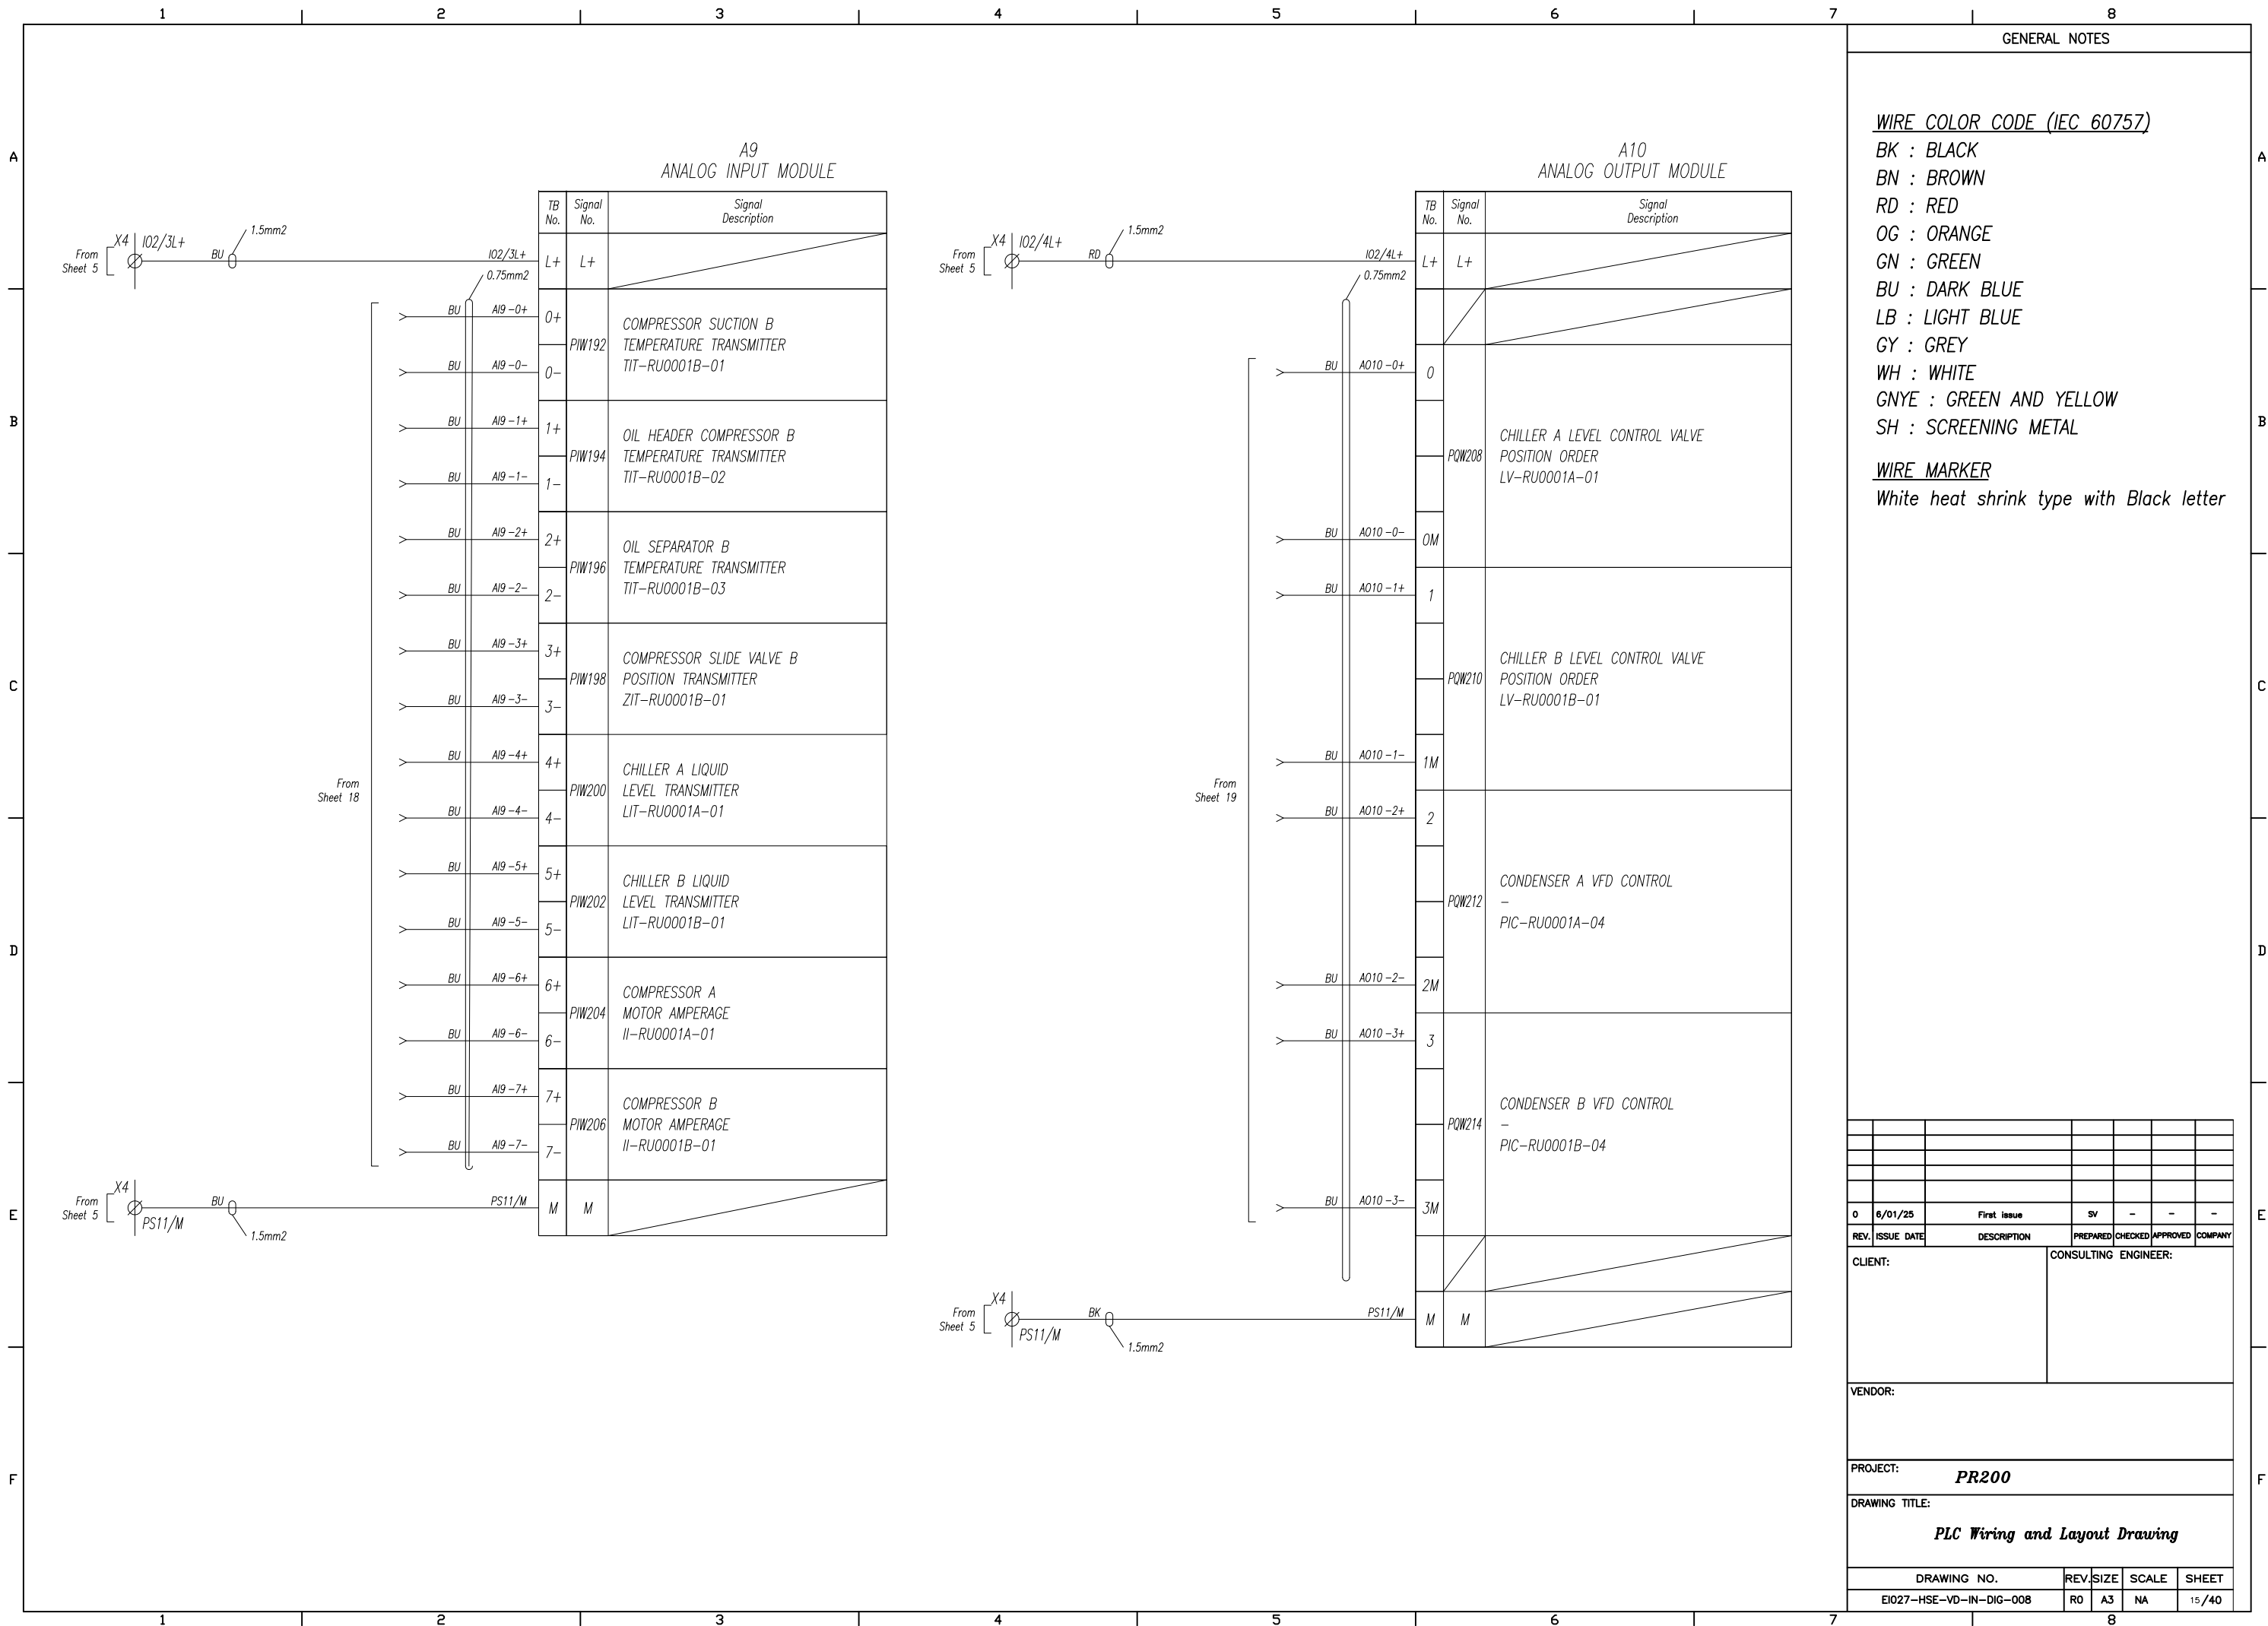 1 2 3 4 5 6 7 8
A
B
C
D
E
F
A9
ANALOG INPUT MODULE
TB No. Signal No. Signal Description
From Sheet 5 X4 IO2/3L+ BU 1.5mm2 IO2/3L+ L+ L+
0.75mm2
From Sheet 18
BU AI9-0+ 0+
PIW192
BU AI9-0- 0-
COMPRESSOR SUCTION B
TEMPERATURE TRANSMITTER
TIT-RU0001B-01
BU AI9-1+ 1+
PIW194
BU AI9-1- 1-
OIL HEADER COMPRESSOR B
TEMPERATURE TRANSMITTER
TIT-RU0001B-02
BU AI9-2+ 2+
PIW196
BU AI9-2- 2-
OIL SEPARATOR B
TEMPERATURE TRANSMITTER
TIT-RU0001B-03
BU AI9-3+ 3+
PIW198
BU AI9-3- 3-
COMPRESSOR SLIDE VALVE B
POSITION TRANSMITTER
ZIT-RU0001B-01
BU AI9-4+ 4+
PIW200
BU AI9-4- 4-
CHILLER A LIQUID
LEVEL TRANSMITTER
LIT-RU0001A-01
BU AI9-5+ 5+
PIW202
BU AI9-5- 5-
CHILLER B LIQUID
LEVEL TRANSMITTER
LIT-RU0001B-01
BU AI9-6+ 6+
PIW204
BU AI9-6- 6-
COMPRESSOR A
MOTOR AMPERAGE
II-RU0001A-01
BU AI9-7+ 7+
PIW206
BU AI9-7- 7-
COMPRESSOR B
MOTOR AMPERAGE
II-RU0001B-01
From Sheet 5 X4 PS11/M BU 1.5mm2 PS11/M M M
A10
ANALOG OUTPUT MODULE
TB No. Signal No. Signal Description
From Sheet 5 X4 IO2/4L+ RD 1.5mm2 IO2/4L+ L+ L+
0.75mm2
From Sheet 19
BU AO10-0+ 0
PQW208
BU AO10-0- 0M
CHILLER A LEVEL CONTROL VALVE
POSITION ORDER
LV-RU0001A-01
BU AO10-1+ 1
PQW210
BU AO10-1- 1M
CHILLER B LEVEL CONTROL VALVE
POSITION ORDER
LV-RU0001B-01
BU AO10-2+ 2
PQW212
BU AO10-2- 2M
CONDENSER A VFD CONTROL
-
PIC-RU0001A-04
BU AO10-3+ 3
PQW214
BU AO10-3- 3M
CONDENSER B VFD CONTROL
-
PIC-RU0001B-04
From Sheet 5 X4 PS11/M BK 1.5mm2 PS11/M M M
GENERAL NOTES
WIRE COLOR CODE (IEC 60757)
BK : BLACK
BN : BROWN
RD : RED
OG : ORANGE
GN : GREEN
BU : DARK BLUE
LB : LIGHT BLUE
GY : GREY
WH : WHITE
GNYE : GREEN AND YELLOW
SH : SCREENING METAL
WIRE MARKER
White heat shrink type with Black letter
0 6/01/25 First issue SV - - -
REV. ISSUE DATE DESCRIPTION PREPARED CHECKED APPROVED COMPANY
CLIENT: CONSULTING ENGINEER:
VENDOR:
PROJECT: PR200
DRAWING TITLE:
PLC Wiring and Layout Drawing
DRAWING NO. REV. SIZE SCALE SHEET
EI027-HSE-VD-IN-DIG-008 R0 A3 NA 15/40
A
B
C
D
E
F
1 2 3 4 5 6 7 8